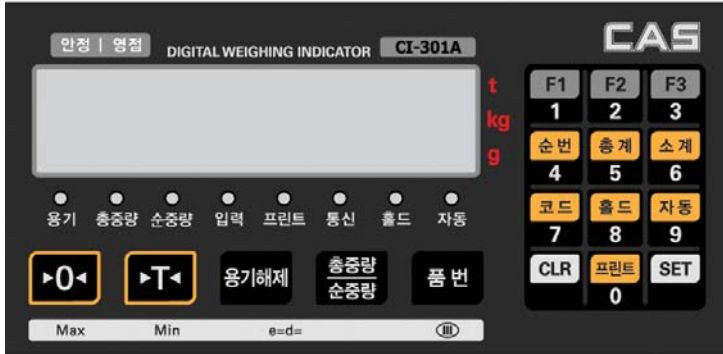 안정 | 영점
DIGITAL WEIGHING INDICATOR CI-301A
CAS
t
kg
g
용기 총중량 순중량 입력 프린트 통신 홀드 자동
▶0◀ ▶T◀ 용기해제 총중량 순중량 품번
Max Min e=d= III
F1 F2 F3
1 2 3
순번 총계 소계
4 5 6
코드 홀드 자동
7 8 9
CLR 프린트 SET
0